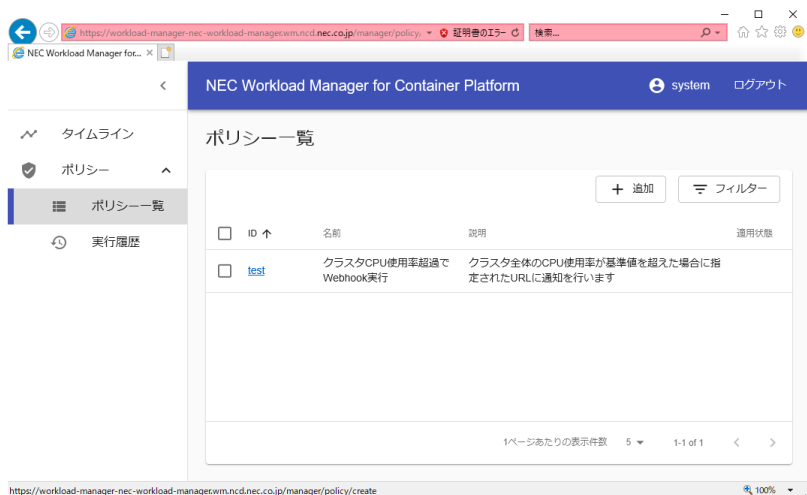 https://workload-manager-nec-workload-manager.wm.ncd.nec.co.jp/manager/policy, 証明書のエラー 検索...
NEC Workload Manager for...
NEC Workload Manager for Container Platform system ログアウト
タイムライン
ポリシー
ポリシー一覧
実行履歴
ポリシー一覧
追加 フィルター
ID 名前 説明 適用状態
test
クラスタCPU使用率超過で
Webhook実行
クラスタ全体のCPU使用率が基準値を超えた場合に指
定されたURLに通知を行います
1ページあたりの表示件数 5 1-1 of 1
https://workload-manager-nec-workload-manager.wm.ncd.nec.co.jp/manager/policy/create 100%